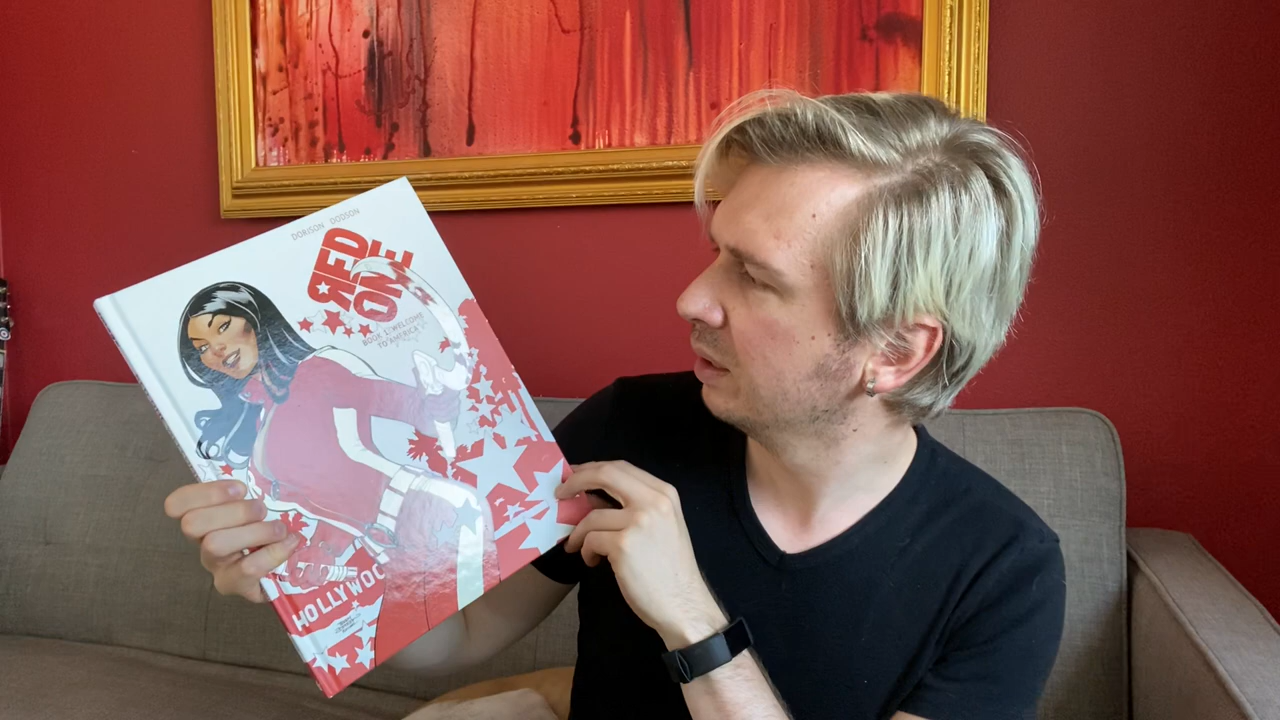 DORISON DODSON
RED
ONE
BOOK 1: WELCOME
TO AMERICA
HOLLYWOO